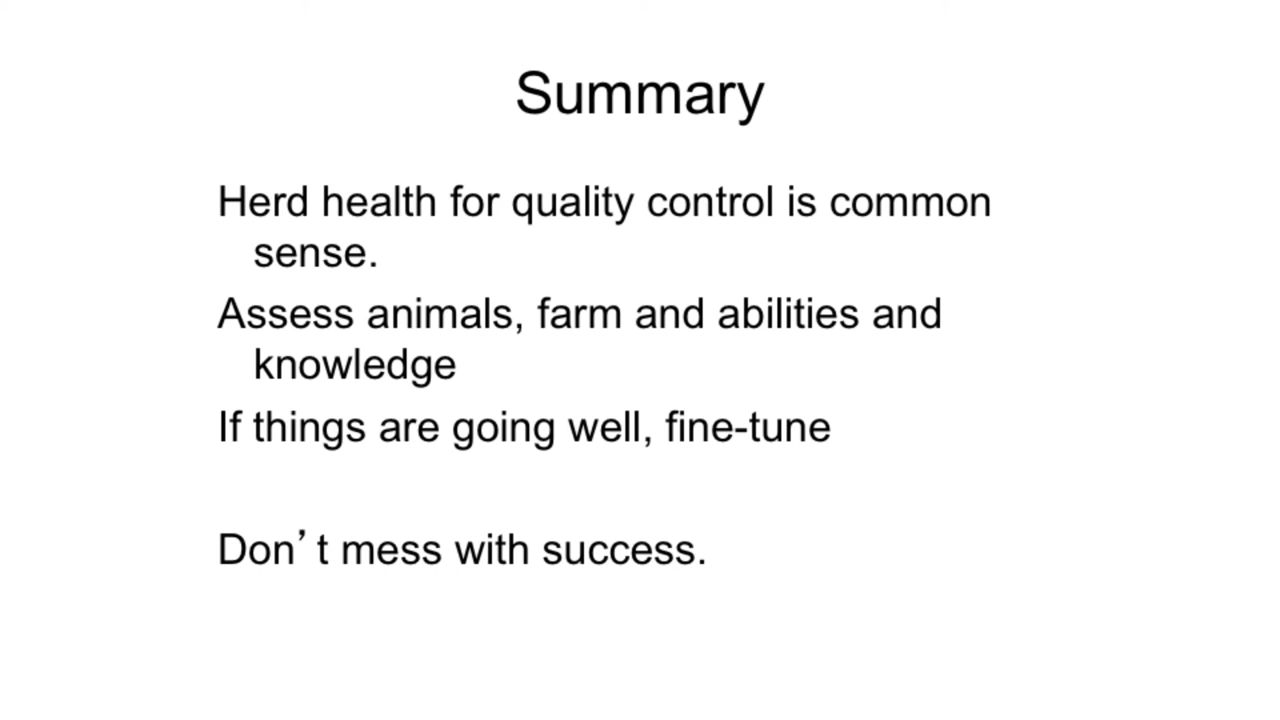 Summary
Herd health for quality control is common
sense.
Assess animals, farm and abilities and
knowledge
If things are going well, fine-tune
Don’t mess with success.